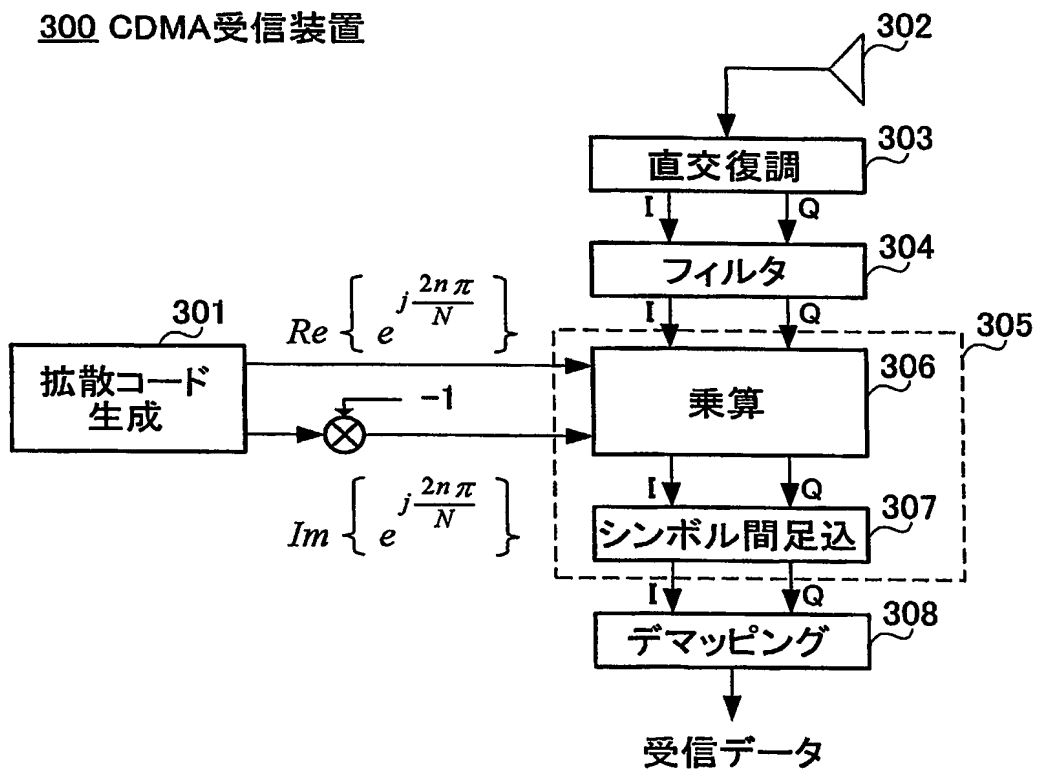 300 CDMA受信装置
302
303
直交復調
I Q
304
フィルタ
I Q
305
301
拡散コード
生成
Re { e^{j 2nπ/N} }
-1
Im { e^{j 2nπ/N} }
306
乗算
I Q
307
シンボル間足込
I Q
308
デマッピング
受信データ